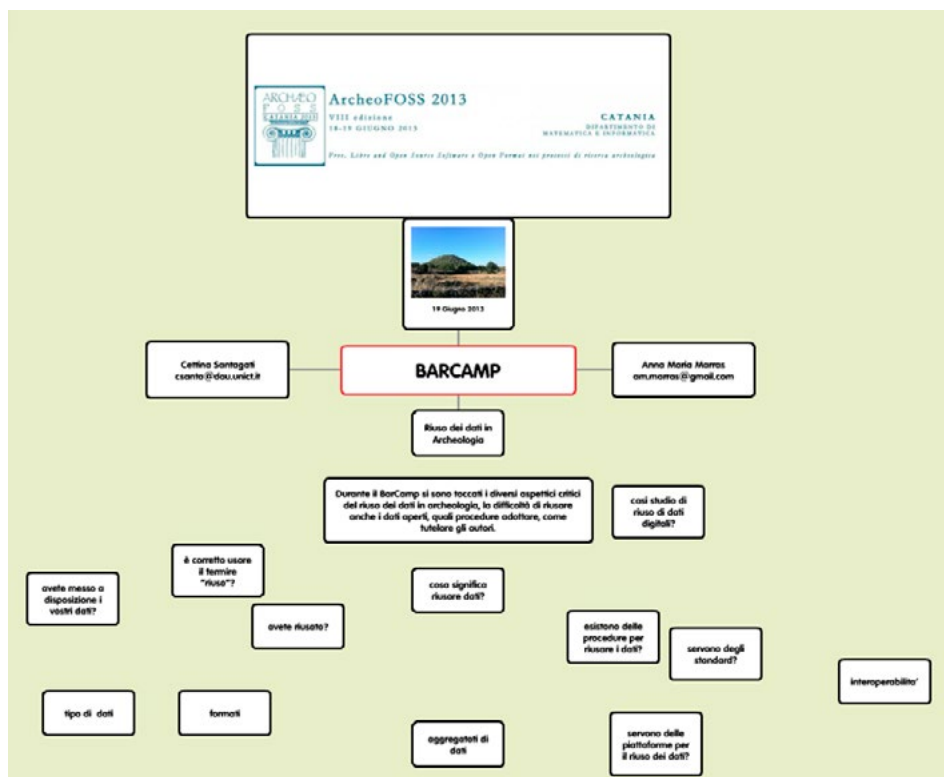 ARCHÆO
FOSS
CATANIA 2013
ArcheoFOSS 2013
VIII edizione
18-19 GIUGNO 2013
CATANIA
DIPARTIMENTO DI
MATEMATICA E INFORMATICA
Free, Libre and Open Source Software e Open Format nei processi di ricerca archeologica
19 Giugno 2013
Cettina Santagati
csanta@dau.unict.it
BARCAMP
Anna Maria Marras
am.marras@gmail.com
Riuso dei dati in
Archeologia
Durante il BarCamp si sono toccati i diversi aspettici critici
del riuso dei dati in archeologia, la difficoltà di riusare
anche i dati aperti, quali procedure adottare, come
tutelare gli autori.
casi studio di
riuso di dati
digitali?
è corretto usare
il termire
"riuso"?
avete messo a
disposizione i
vostri dati?
cosa significa
riusare dati?
avete riusato?
esistono delle
procedure per
riusare i dati?
servono degli
standard?
interoperabilita'
tipo di dati
formati
aggregatoti di
dati
servono delle
piattaforme per
il riuso dei dati?